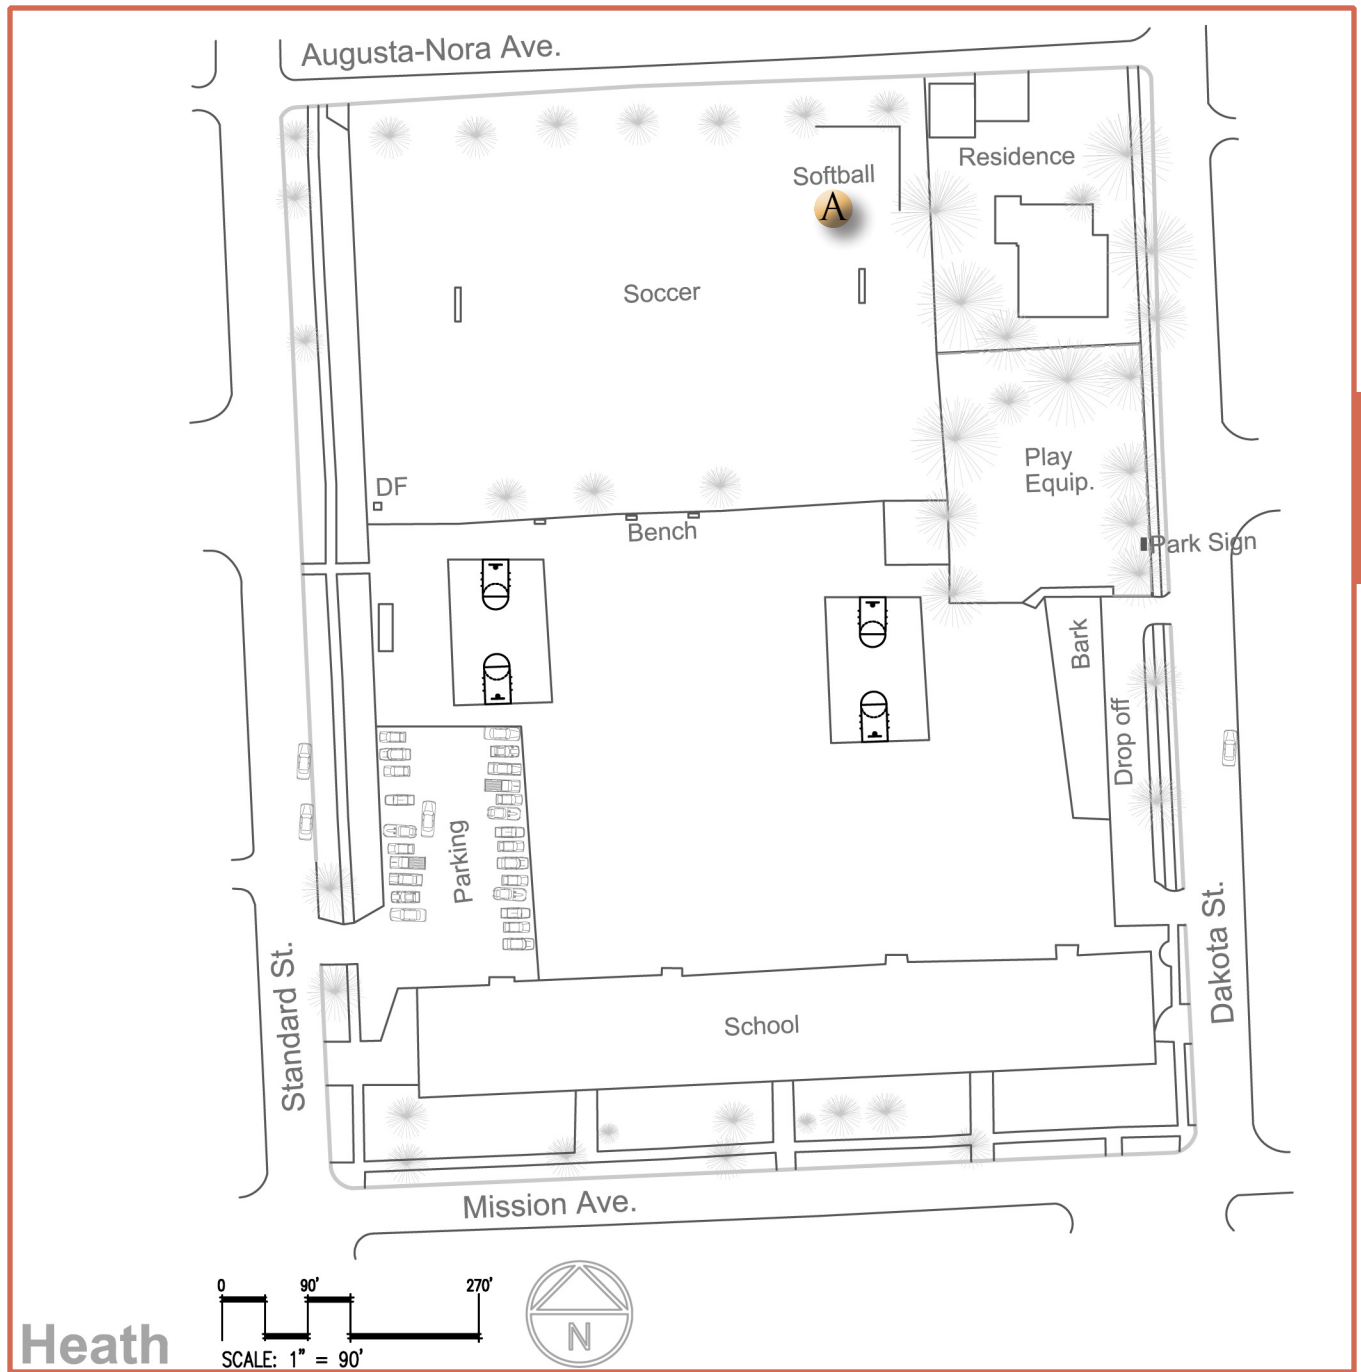 Augusta-Nora Ave.
Residence
Softball
A
Soccer
Play
Equip.
DF
Bench
Park Sign
Bark
Drop off
Parking
Standard St.
Dakota St.
School
Mission Ave.
0 90' 270'
SCALE: 1" = 90'
N
Heath